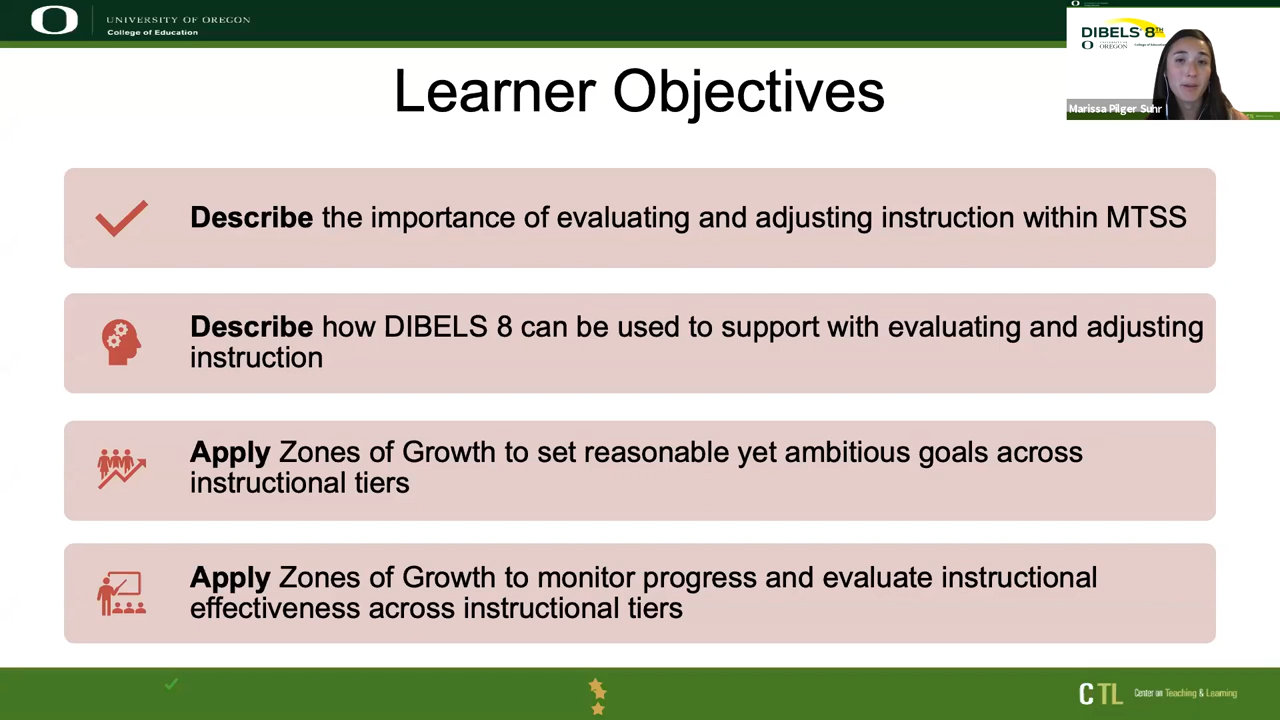 UNIVERSITY OF OREGON
College of Education
DIBELS 8TH
OREGON
Marissa Pilger Suhr
Learner Objectives
Describe the importance of evaluating and adjusting instruction within MTSS
Describe how DIBELS 8 can be used to support with evaluating and adjusting
instruction
Apply Zones of Growth to set reasonable yet ambitious goals across
instructional tiers
Apply Zones of Growth to monitor progress and evaluate instructional
effectiveness across instructional tiers
CTL Center on Teaching & Learning